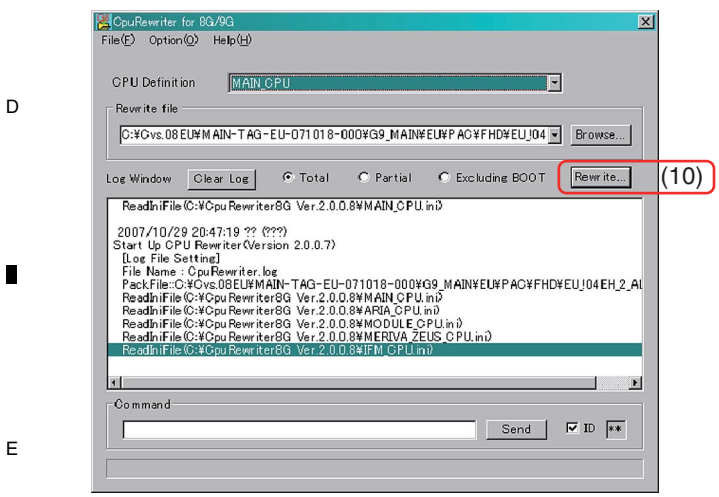 CpuRewriter for 8G/9G
File(F) Option(O) Help(H)
CPU Definition MAIN_CPU
D
Rewrite file
C:¥Cvs.08EU¥MAIN-TAG-EU-071018-000¥G9_MAIN¥EU¥PAC¥FHD¥EU_!04 Browse...
Log Window Clear Log Total Partial Excluding BOOT Rewrite... (10)
ReadIniFile(C:¥CpuRewriter8G Ver.2.0.0.8¥MAIN_CPU.ini)
2007/10/29 20:47:19 ?? (???)
Start Up CPU Rewriter(Version 2.0.0.7)
[Log File Setting]
File Name : CpuRewriter.log
PackFile::C:¥Cvs.08EU¥MAIN-TAG-EU-071018-000¥G9_MAIN¥EU¥PAC¥FHD¥EU_!04EH_2_AL
ReadIniFile(C:¥CpuRewriter8G Ver.2.0.0.8¥MAIN_CPU.ini)
ReadIniFile(C:¥CpuRewriter8G Ver.2.0.0.8¥ARIA_CPU.ini)
ReadIniFile(C:¥CpuRewriter8G Ver.2.0.0.8¥MODULE_CPU.ini)
ReadIniFile(C:¥CpuRewriter8G Ver.2.0.0.8¥MERIVA_ZEUS_CPU.ini)
ReadIniFile(C:¥CpuRewriter8G Ver.2.0.0.8¥IFM_CPU.ini)
Command
Send ID **
E